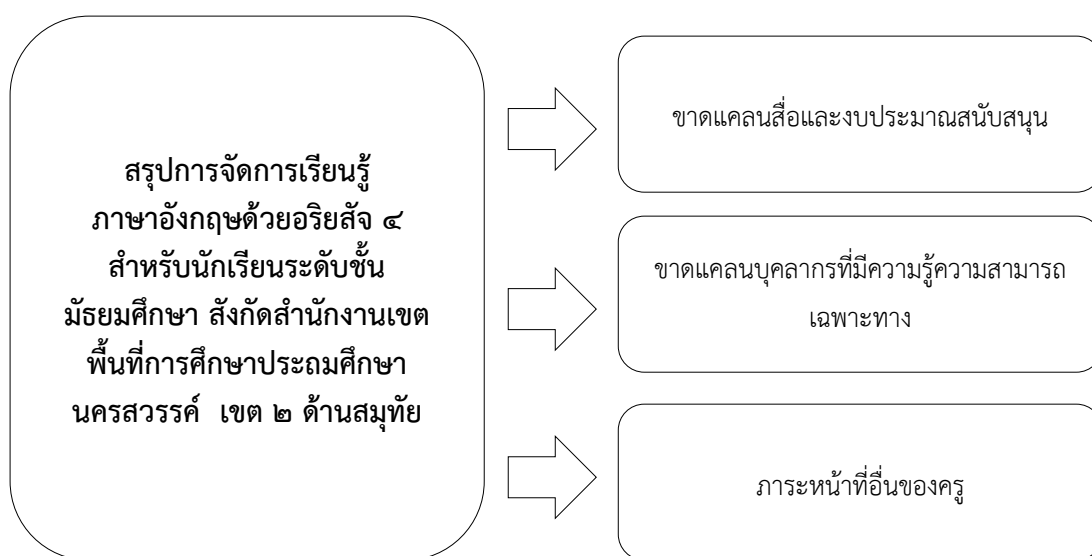 สรุปการจัดการเรียนรู้
ภาษาอังกฤษด้วยอริยสัจ ๔
สำหรับนักเรียนระดับชั้น
มัธยมศึกษา สังกัดสำนักงานเขต
พื้นที่การศึกษาประถมศึกษา
นครสวรรค์ เขต ๒ ด้านสมุทัย
ขาดแคลนสื่อและงบประมาณสนับสนุน
ขาดแคลนบุคลากรที่มีความรู้ความสามารถ
เฉพาะทาง
ภาระหน้าที่อื่นของครู